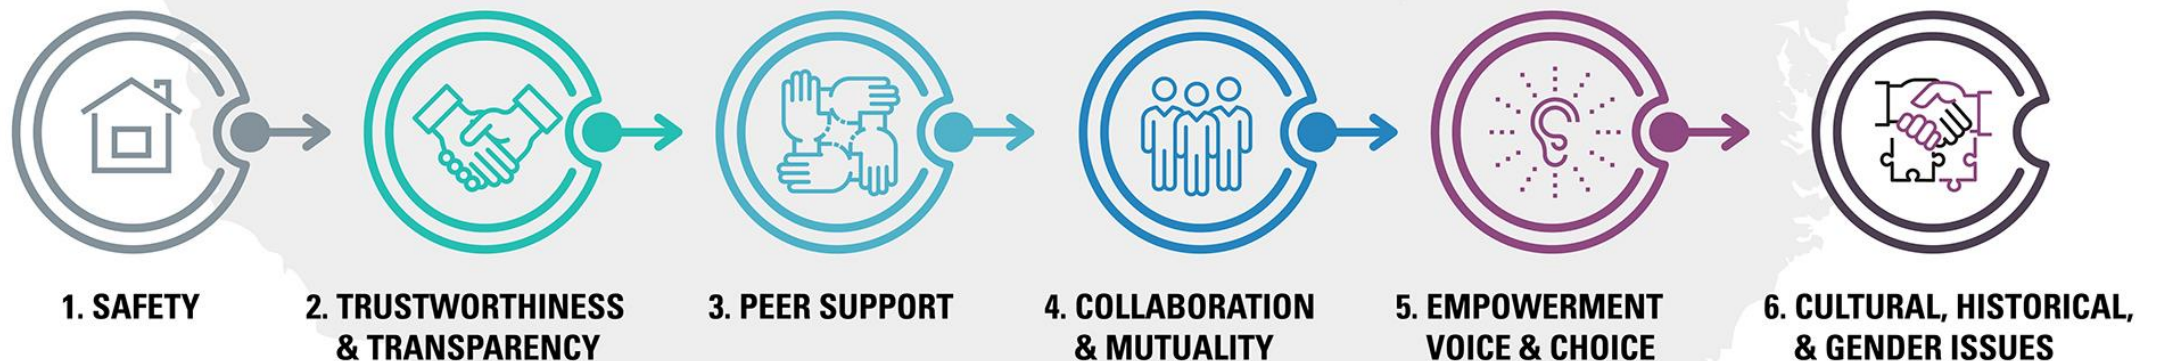 1. SAFETY
2. TRUSTWORTHINESS
& TRANSPARENCY
3. PEER SUPPORT
4. COLLABORATION
& MUTUALITY
5. EMPOWERMENT
VOICE & CHOICE
6. CULTURAL, HISTORICAL,
& GENDER ISSUES